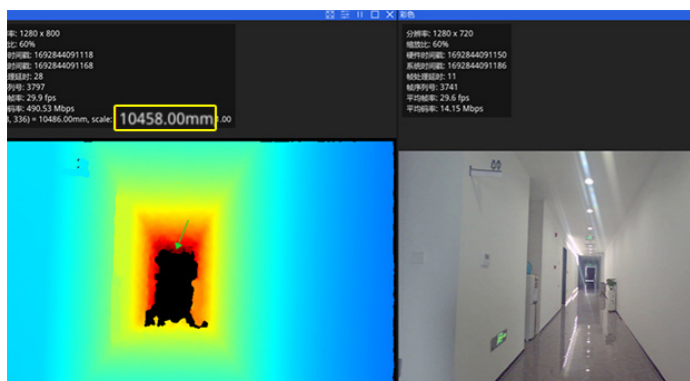 彩色
率: 1280 x 800
比: 60%
时间戳: 1692844091118
时间戳: 1692844091168
处理延时: 28
列号: 3797
帧率: 29.9 fps
码率: 490.53 Mbps
, 336) = 10486.00mm, scale: 1.00
10458.00mm
分辨率: 1280 x 720
缩放比: 60%
硬件时间戳: 1692844091150
系统时间戳: 1692844091186
帧处理延时: 11
帧序列号: 3741
平均帧率: 29.6 fps
平均码率: 14.15 Mbps